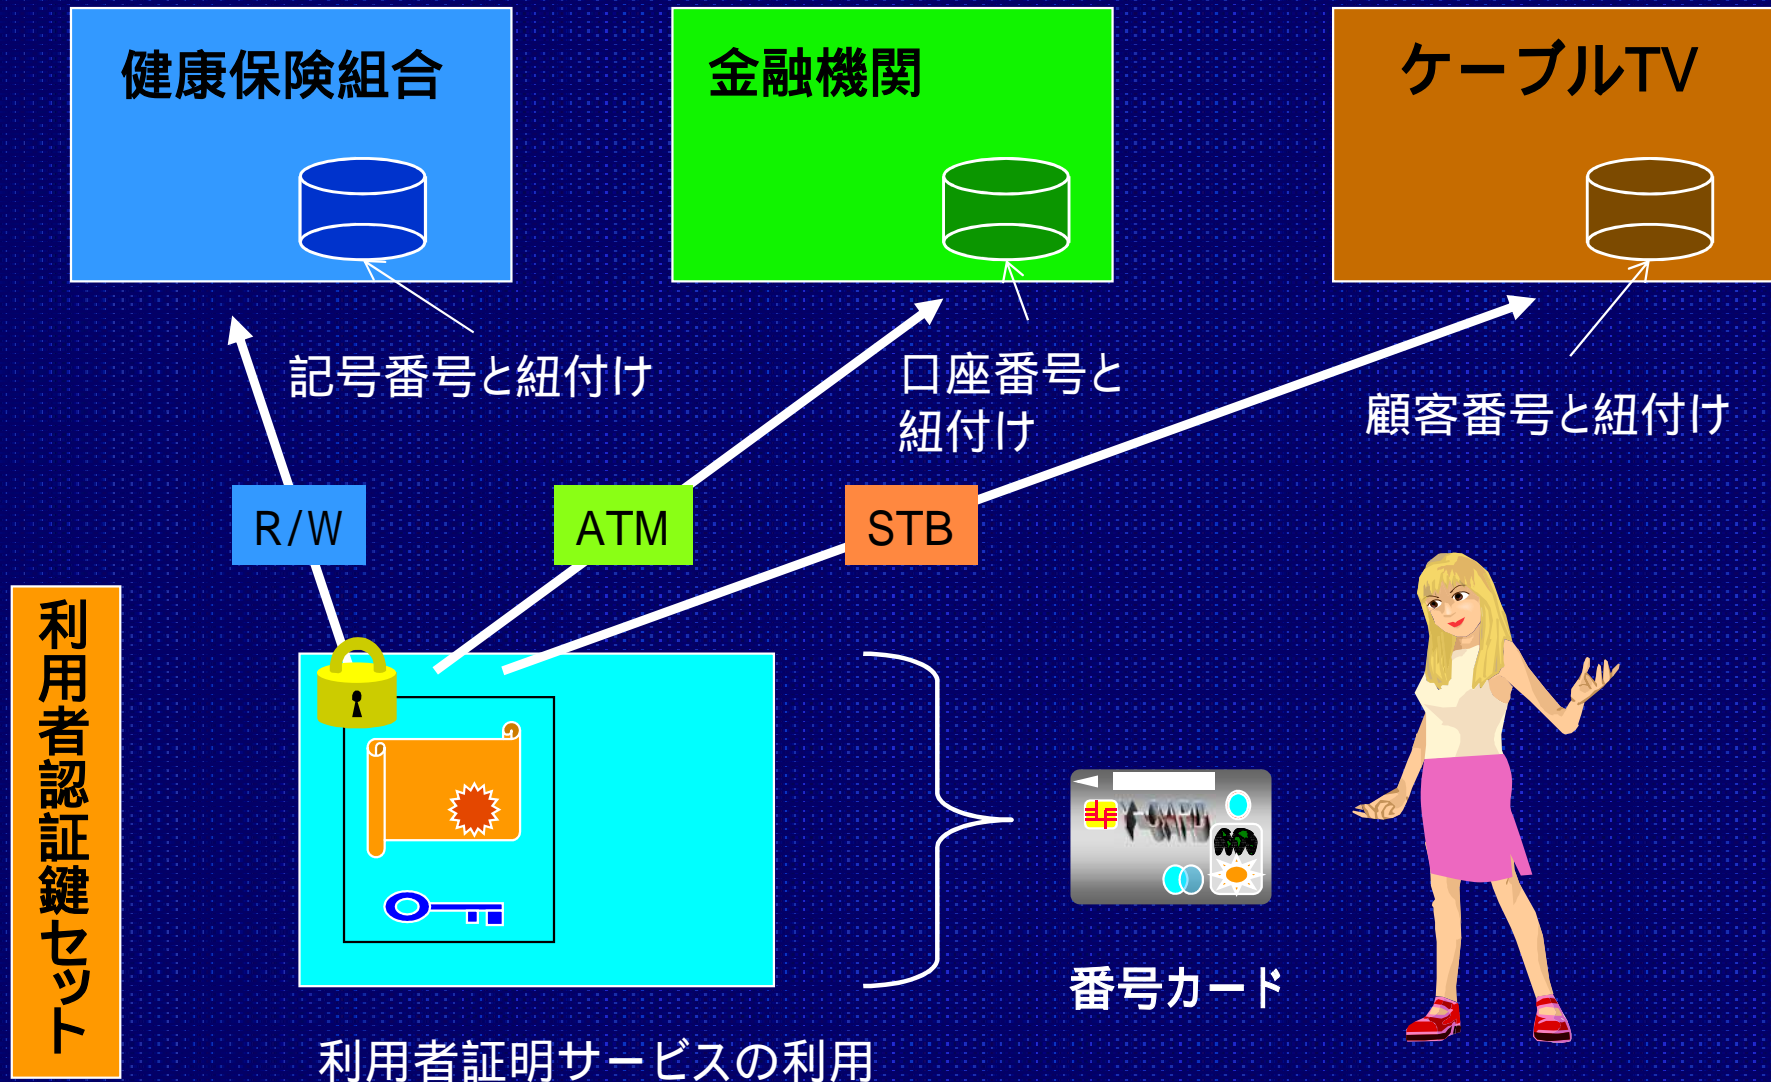 健康保険組合
金融機関
ケーブルTV
記号番号と紐付け
口座番号と
紐付け
顧客番号と紐付け
R/W
ATM
STB
利用者認証鍵セット
番号カード
利用者証明サービスの利用